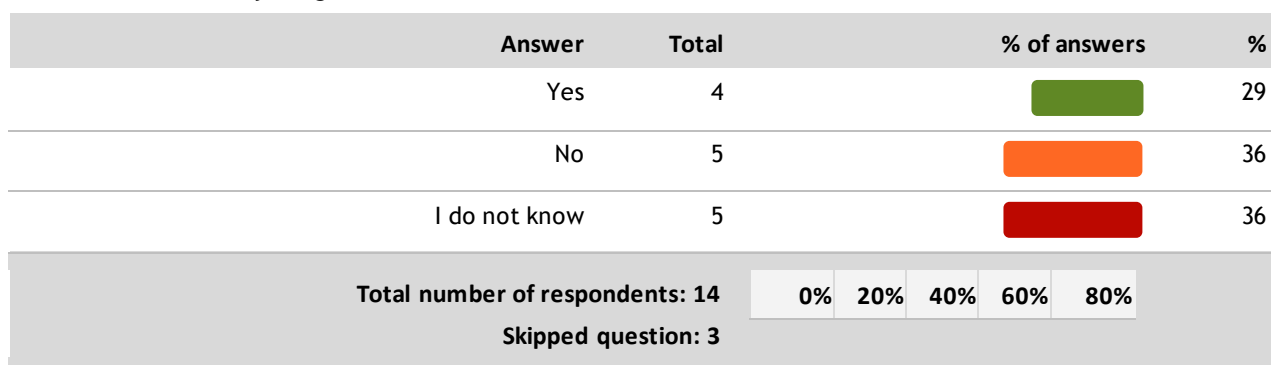 Answer Total % of answers %
Yes 4 29
No 5 36
I do not know 5 36
Total number of respondents: 14 0% 20% 40% 60% 80%
Skipped question: 3